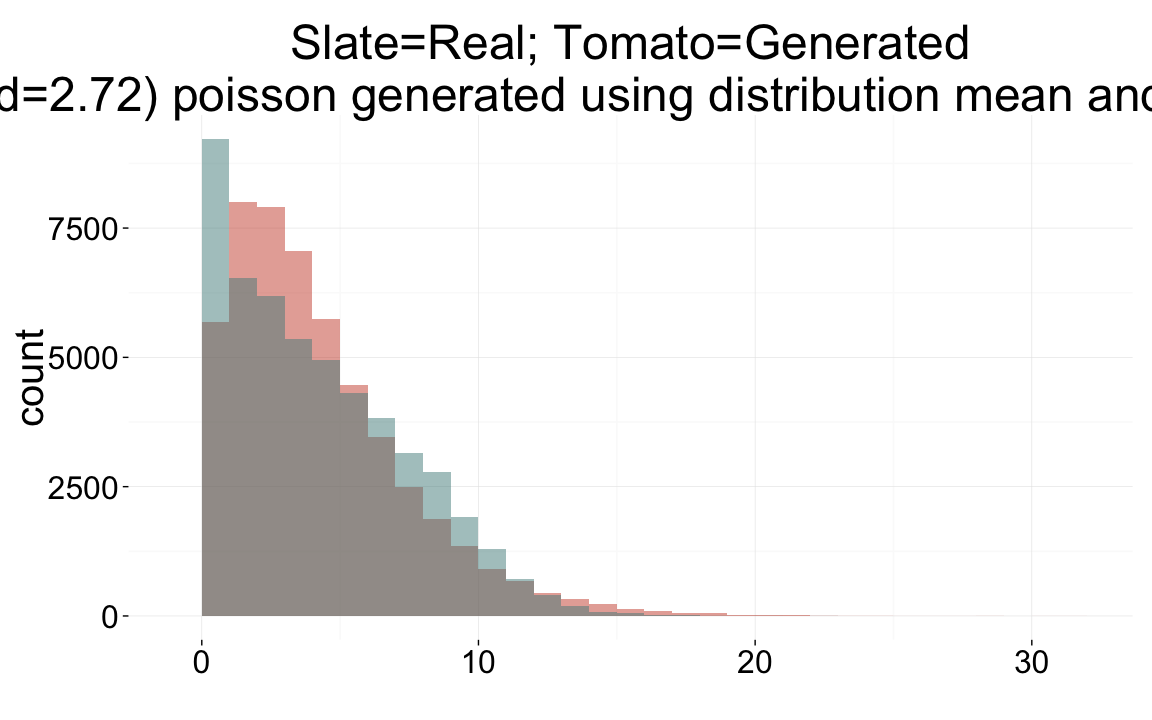 Slate=Real; Tomato=Generated
d=2.72) poisson generated using distribution mean and
count
7500
5000
2500
0
0 10 20 30